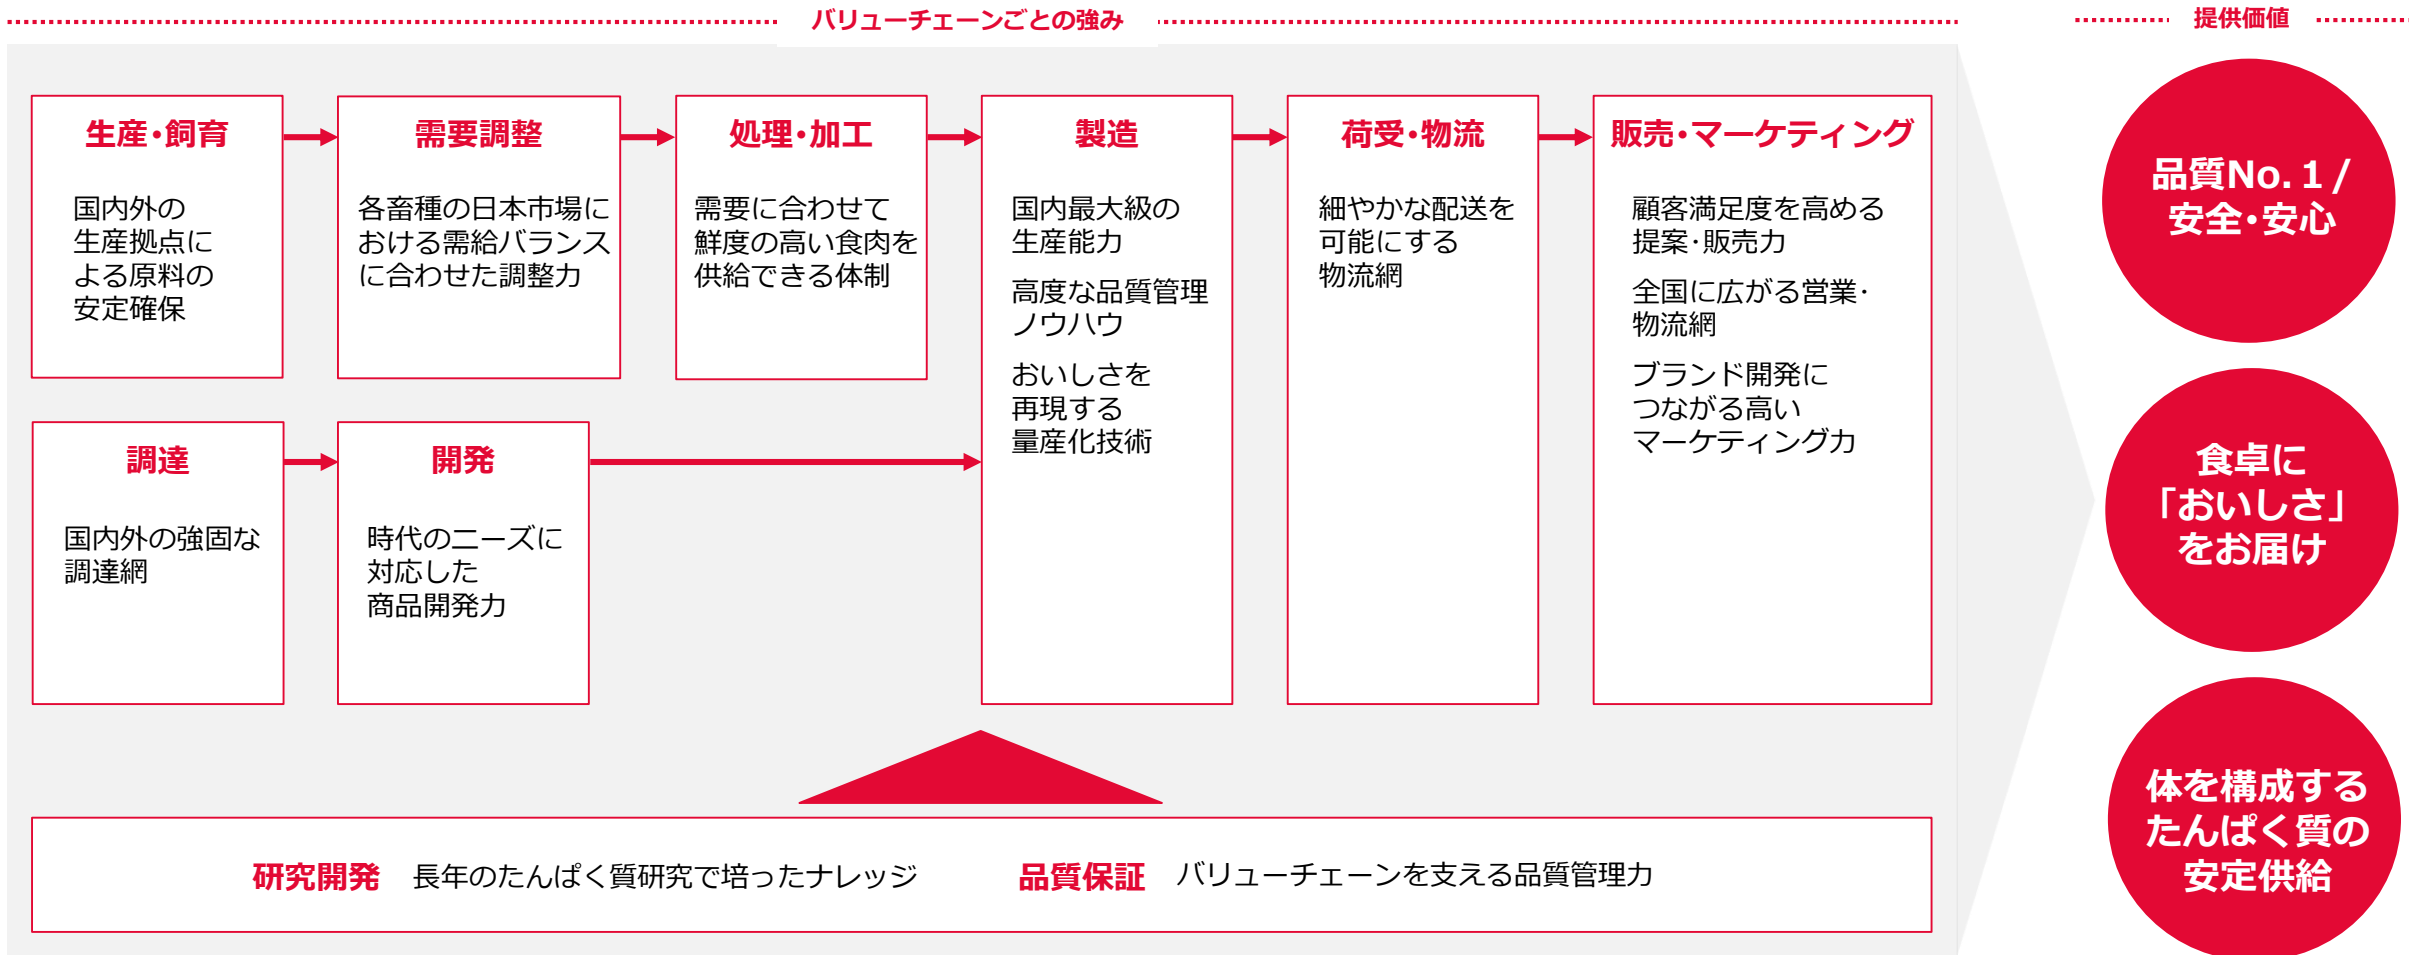 バリューチェーンごとの強み
提供価値
生産・飼育
国内外の
生産拠点に
よる原料の
安定確保
需要調整
各畜種の日本市場に
おける需給バランス
に合わせた調整力
処理・加工
需要に合わせて
鮮度の高い食肉を
供給できる体制
製造
国内最大級の
生産能力
高度な品質管理
ノウハウ
おいしさを
再現する
量産化技術
荷受・物流
細やかな配送を
可能にする
物流網
販売・マーケティング
顧客満足度を高める
提案・販売力
全国に広がる営業・
物流網
ブランド開発に
つながる高い
マーケティング力
調達
国内外の強固な
調達網
開発
時代のニーズに
対応した
商品開発力
研究開発 長年のたんぱく質研究で培ったナレッジ 品質保証 バリューチェーンを支える品質管理力
品質No.１/
安全・安心
食卓に
「おいしさ」
をお届け
体を構成する
たんぱく質の
安定供給